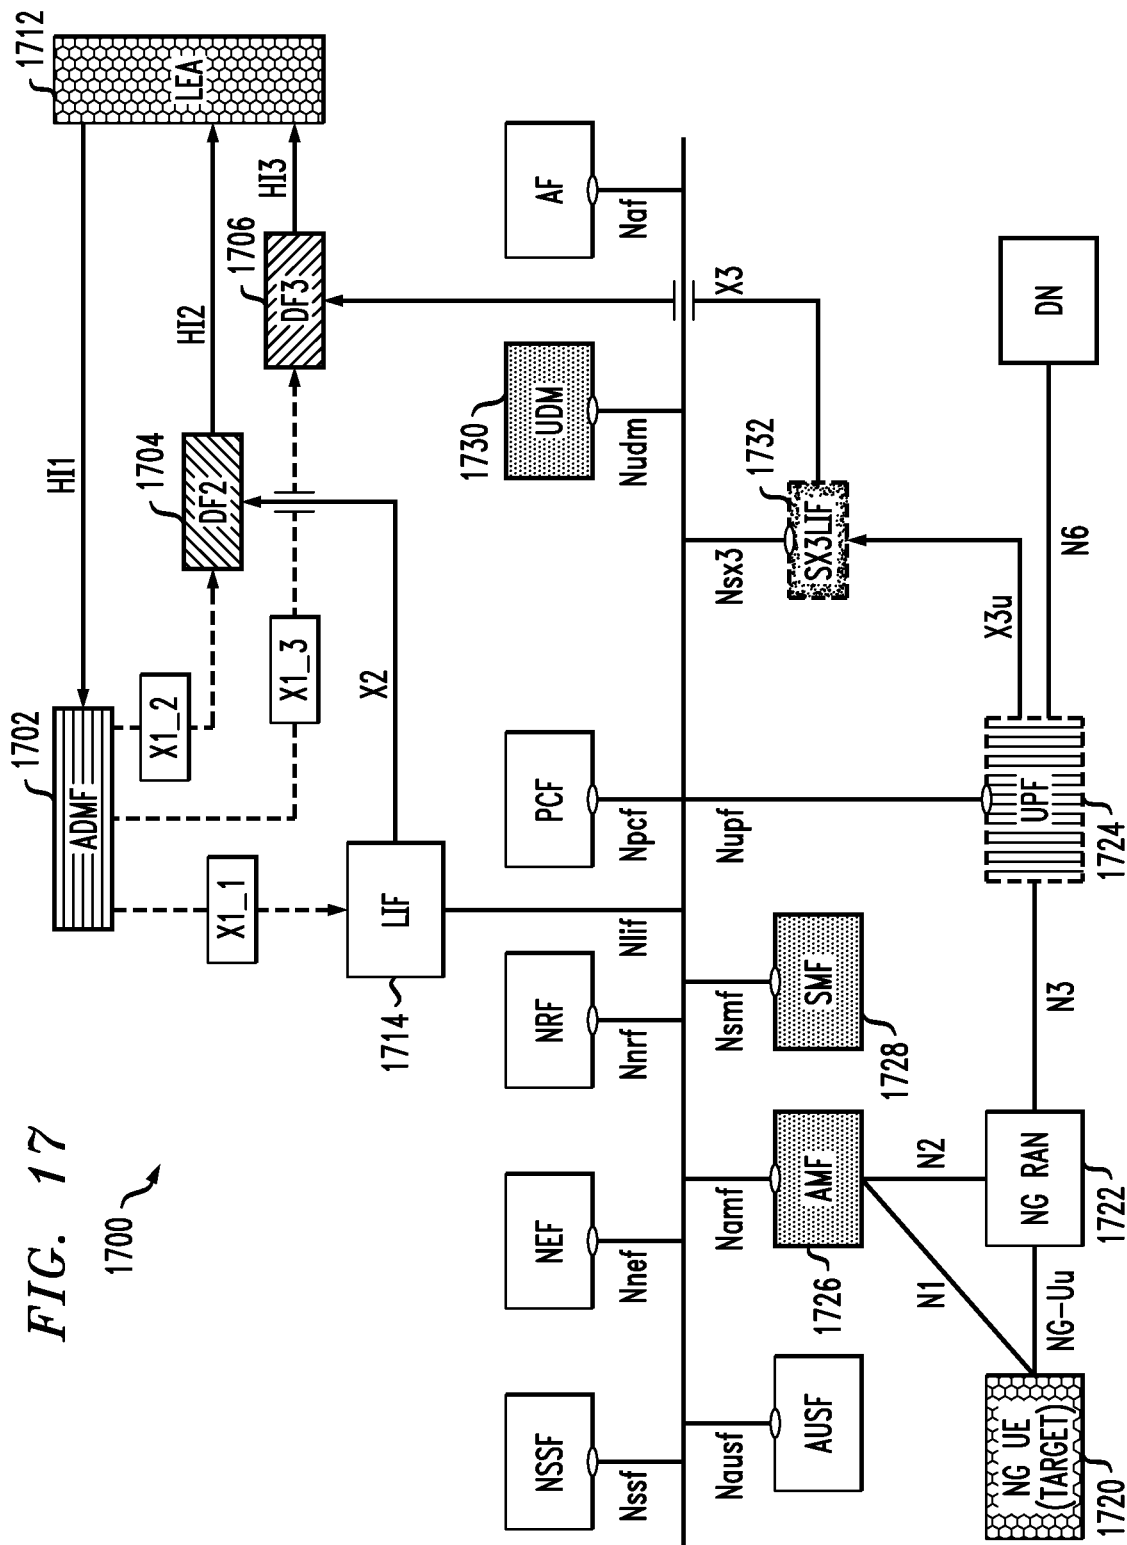 FIG. 17
1700
1702
ADMF
HI1
1712
LEA
X1_2
1704
DF2
HI2
X1_1
X1_3
1706
DF3
HI3
LIF
1714
X2
NSSF
NEF
NRF
PCF
1730
UDM
AF
Nssf
Nnef
Nnrf
Nlif
Npcf
Nudm
Naf
Nausf
Namf
Nsmf
Nupf
Nsx3
X3
AUSF
1726
AMF
SMF
1728
1732
SX3LIF
N1
N2
X3u
NG UE
(TARGET)
1720
NG-Uu
NG RAN
1722
N3
UPF
1724
N6
DN